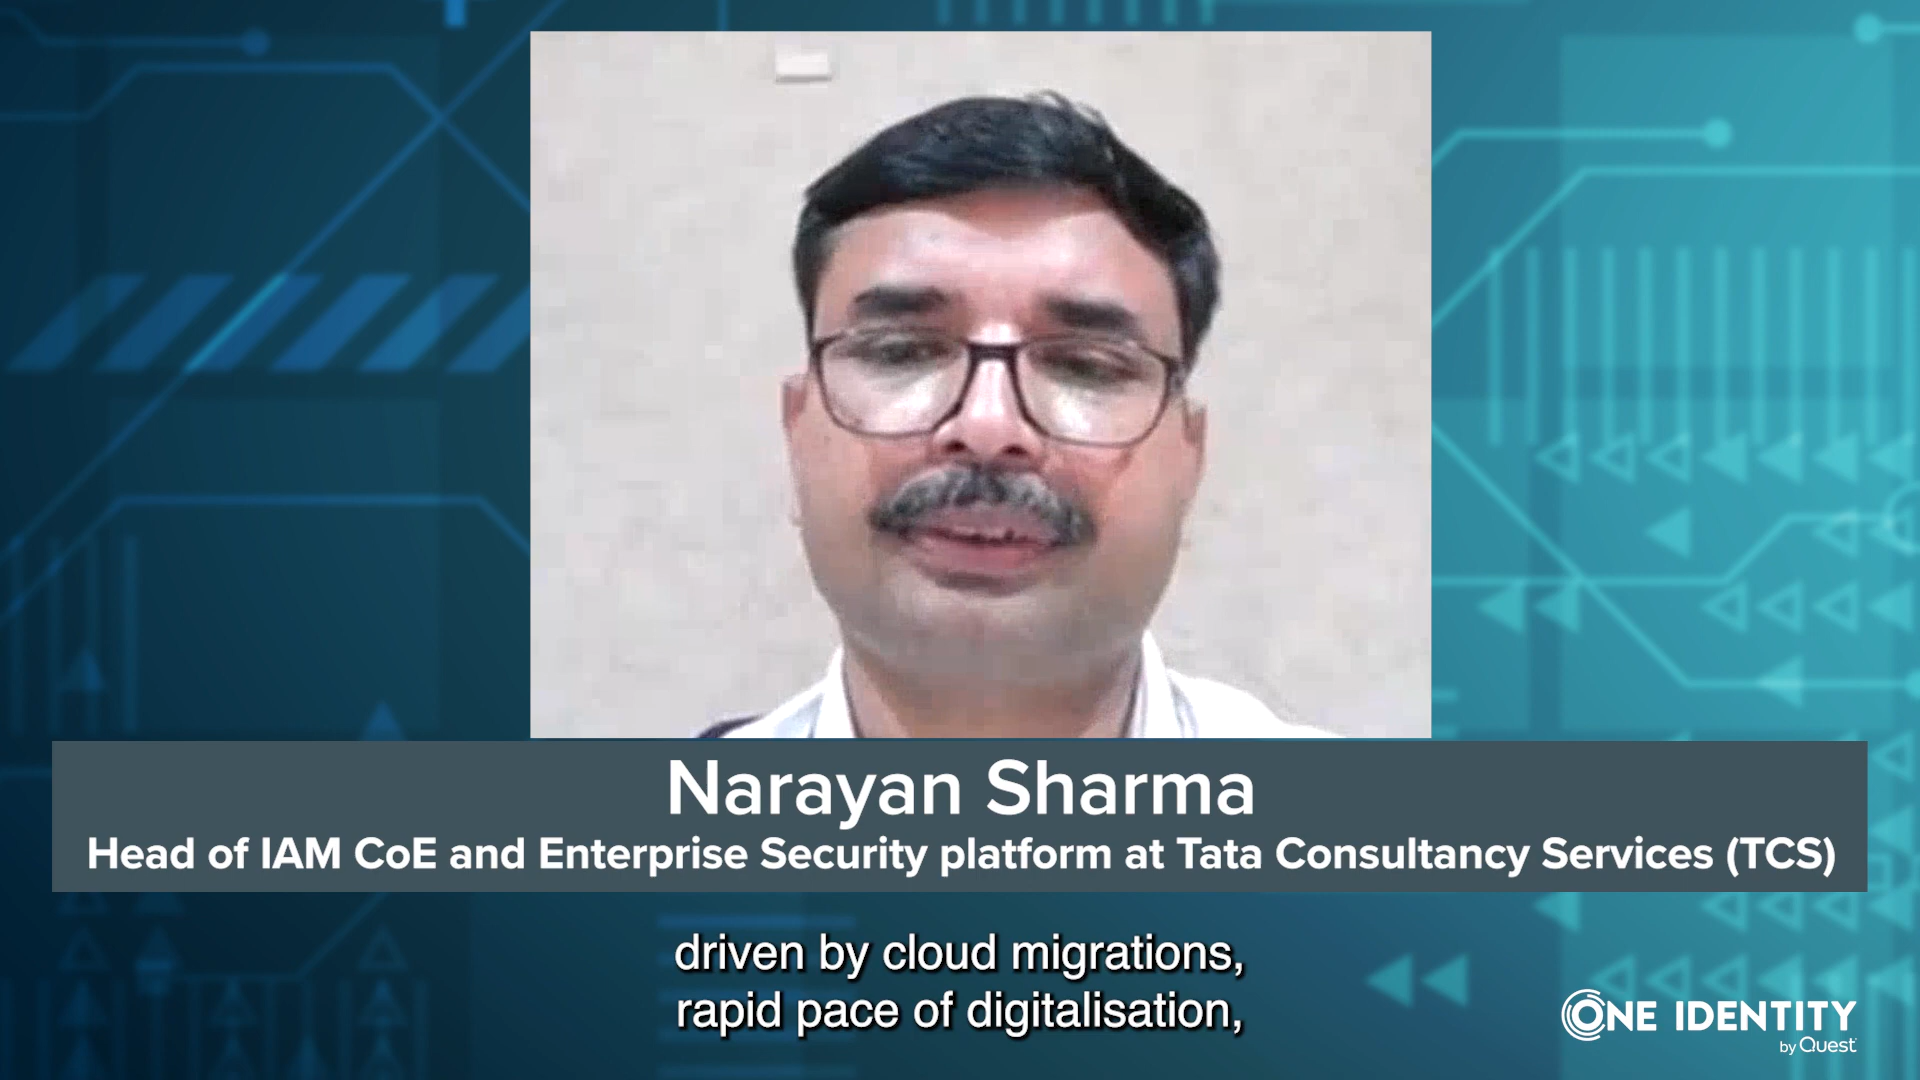 Narayan Sharma
Head of IAM CoE and Enterprise Security platform at Tata Consultancy Services (TCS)
driven by cloud migrations,
rapid pace of digitalisation,
ONE IDENTITY
by Quest